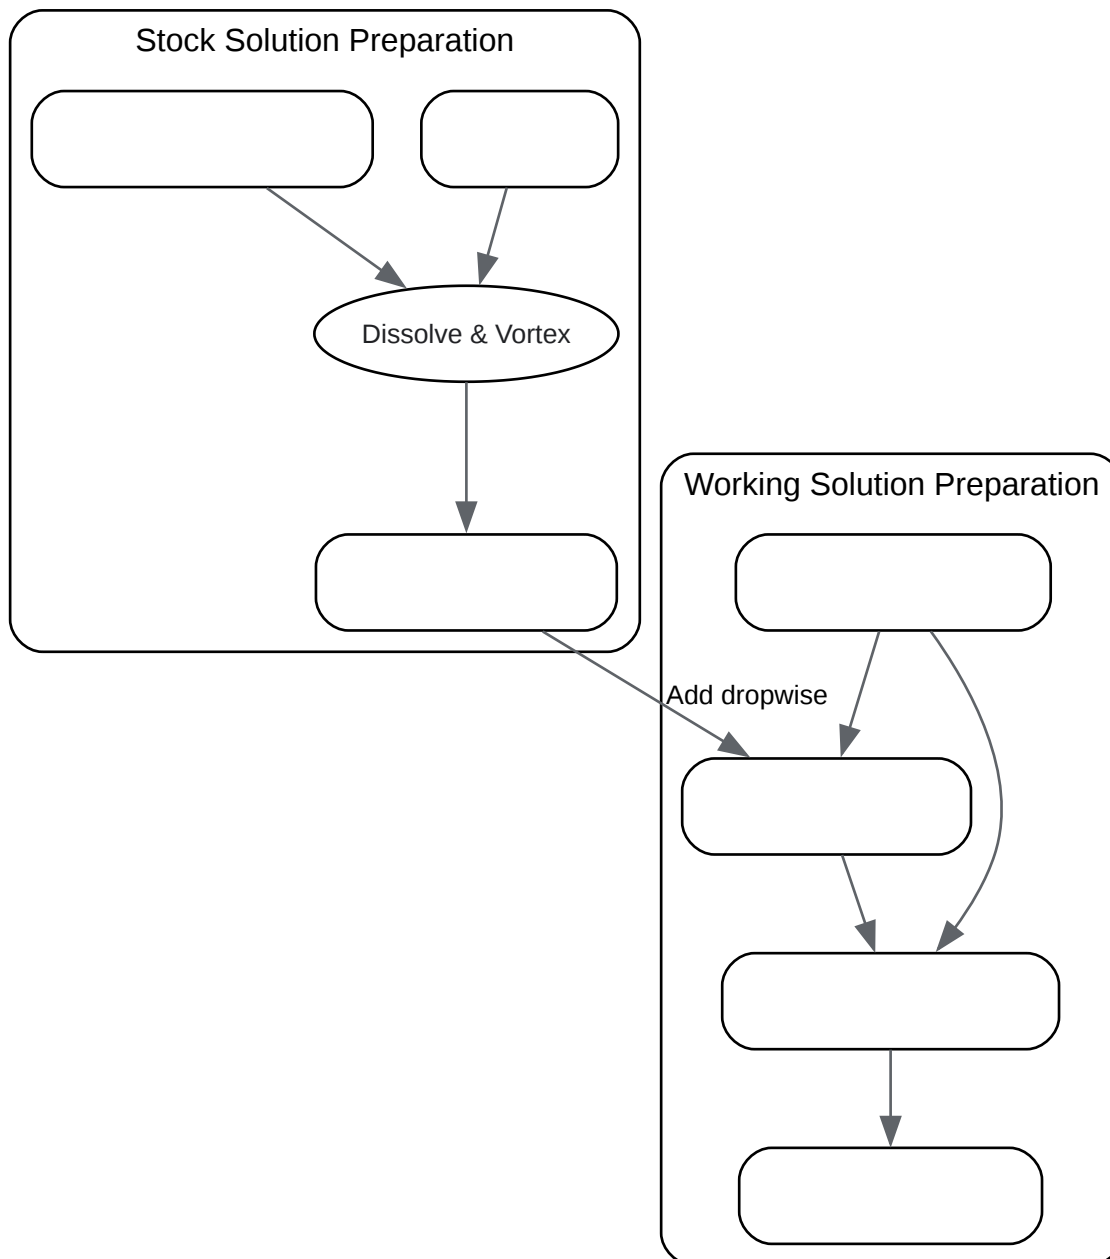 Stock Solution Preparation
Dissolve & Vortex
Working Solution Preparation
Add dropwise